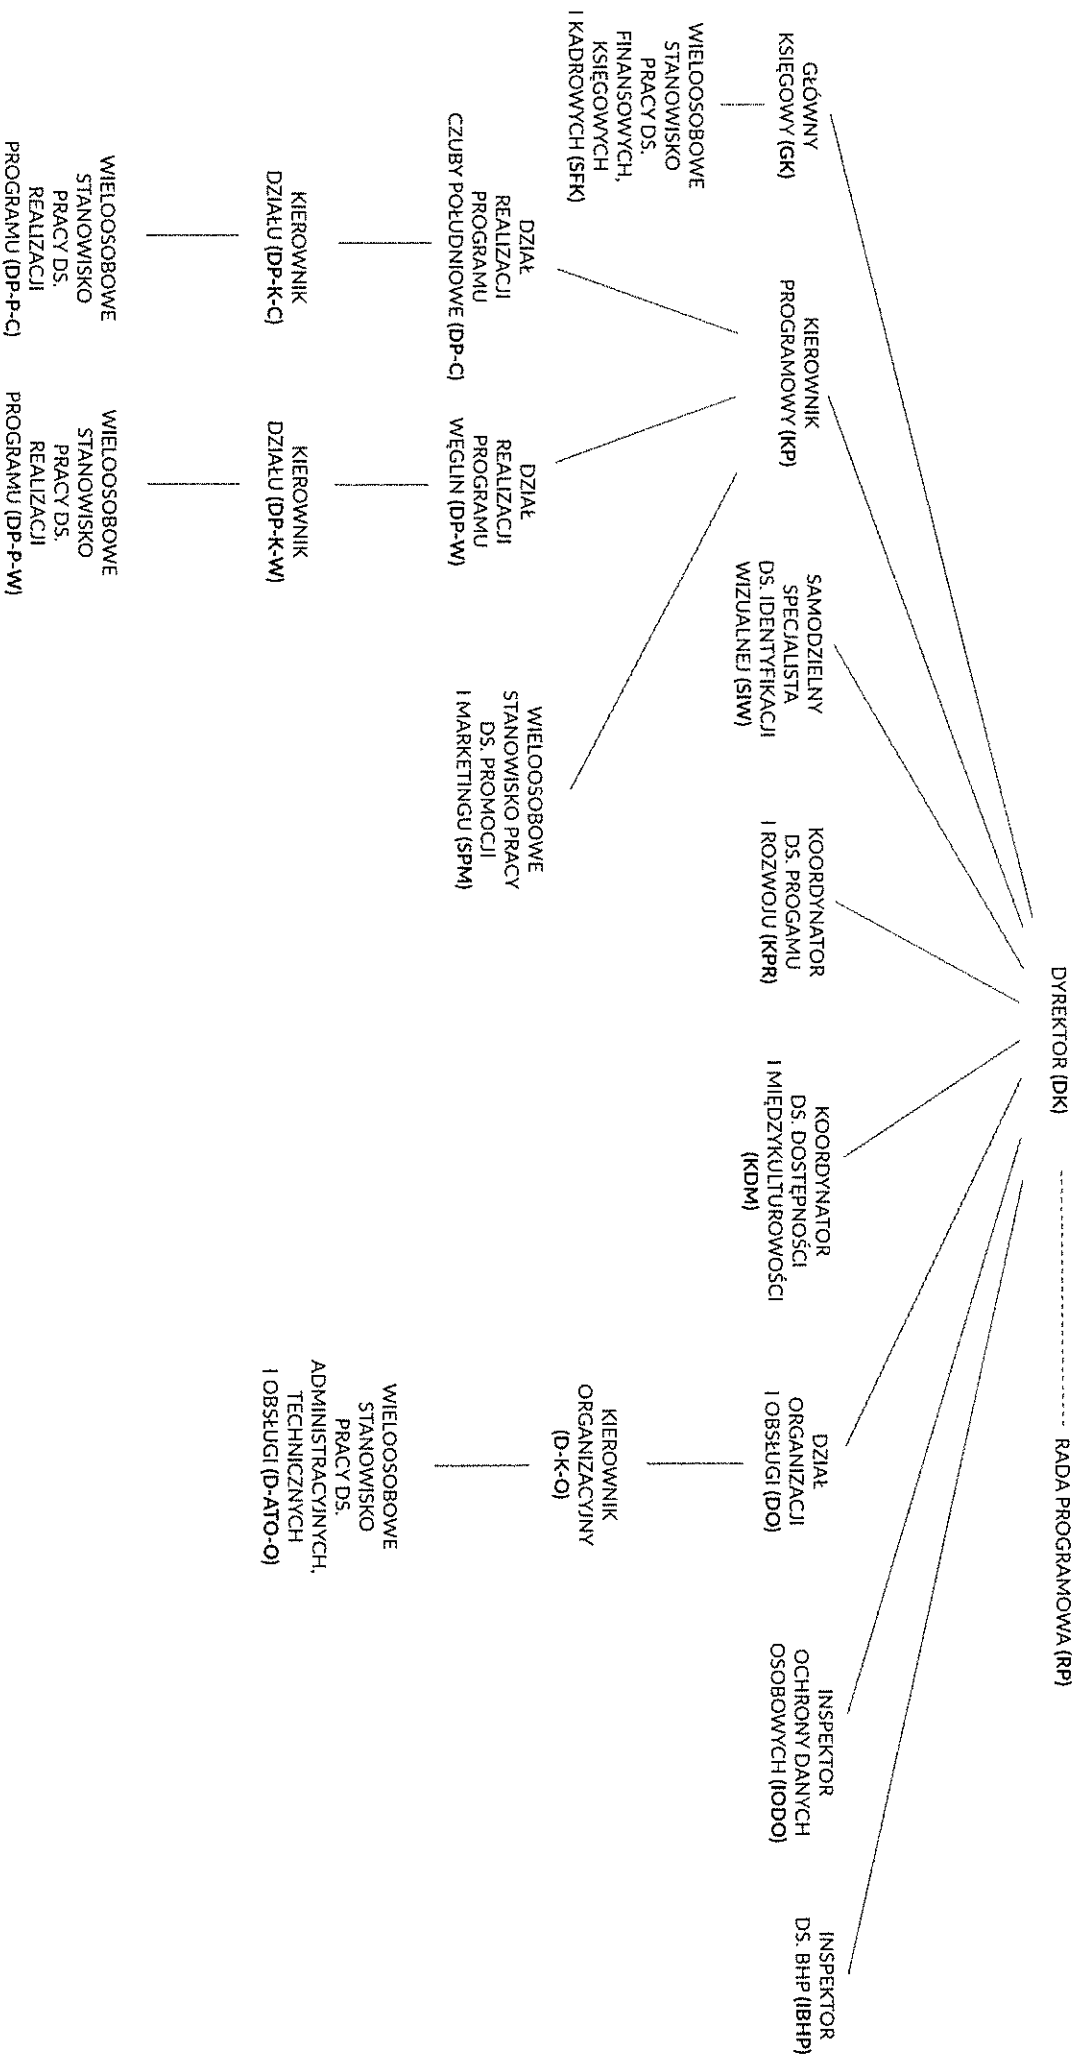 DYREKTOR (DK)
RADA PROGRAMOWA (RP)
GŁÓWNY
KSIĘGOWY (GK)
KIEROWNIK
PROGRAMOWY (KP)
SAMODZIELNY
SPECJALISTA
DS. IDENTYFIKACJI
WIZUALNEJ (SIW)
KOORDYNATOR
DS. PROGAMU
I ROZWOJU (KPR)
KOORDYNATOR
DS. DOSTĘPNOŚCI
I MIĘDZYKULTUROWOŚCI
(KDM)
DZIAŁ
ORGANIZACJI
I OBSŁUGI (DO)
INSPEKTOR
OCHRONY DANYCH
OSOBOWYCH (IODO)
INSPEKTOR
DS. BHP (IBHP)
WIELOOSOBOWE
STANOWISKO
PRACY DS.
FINANSOWYCH,
KSIĘGOWYCH
I KADROWYCH (SFK)
DZIAŁ
REALIZACJI
PROGRAMU
CZUBY POŁUDNIOWE (DP-C)
DZIAŁ
REALIZACJI
PROGRAMU
WĘGLIN (DP-W)
WIELOOSOBOWE
STANOWISKO PRACY
DS. PROMOCJI
I MARKETINGU (SPM)
KIEROWNIK
ORGANIZACYJNY
(D-K-O)
KIEROWNIK
DZIAŁU (DP-K-C)
KIEROWNIK
DZIAŁU (DP-K-W)
WIELOOSOBOWE
STANOWISKO
PRACY DS.
ADMINISTRACYJNYCH,
TECHNICZNYCH
I OBSŁUGI (D-ATO-O)
WIELOOSOBOWE
STANOWISKO
PRACY DS.
REALIZACJI
PROGRAMU (DP-P-C)
WIELOOSOBOWE
STANOWISKO
PRACY DS.
REALIZACJI
PROGRAMU (DP-P-W)